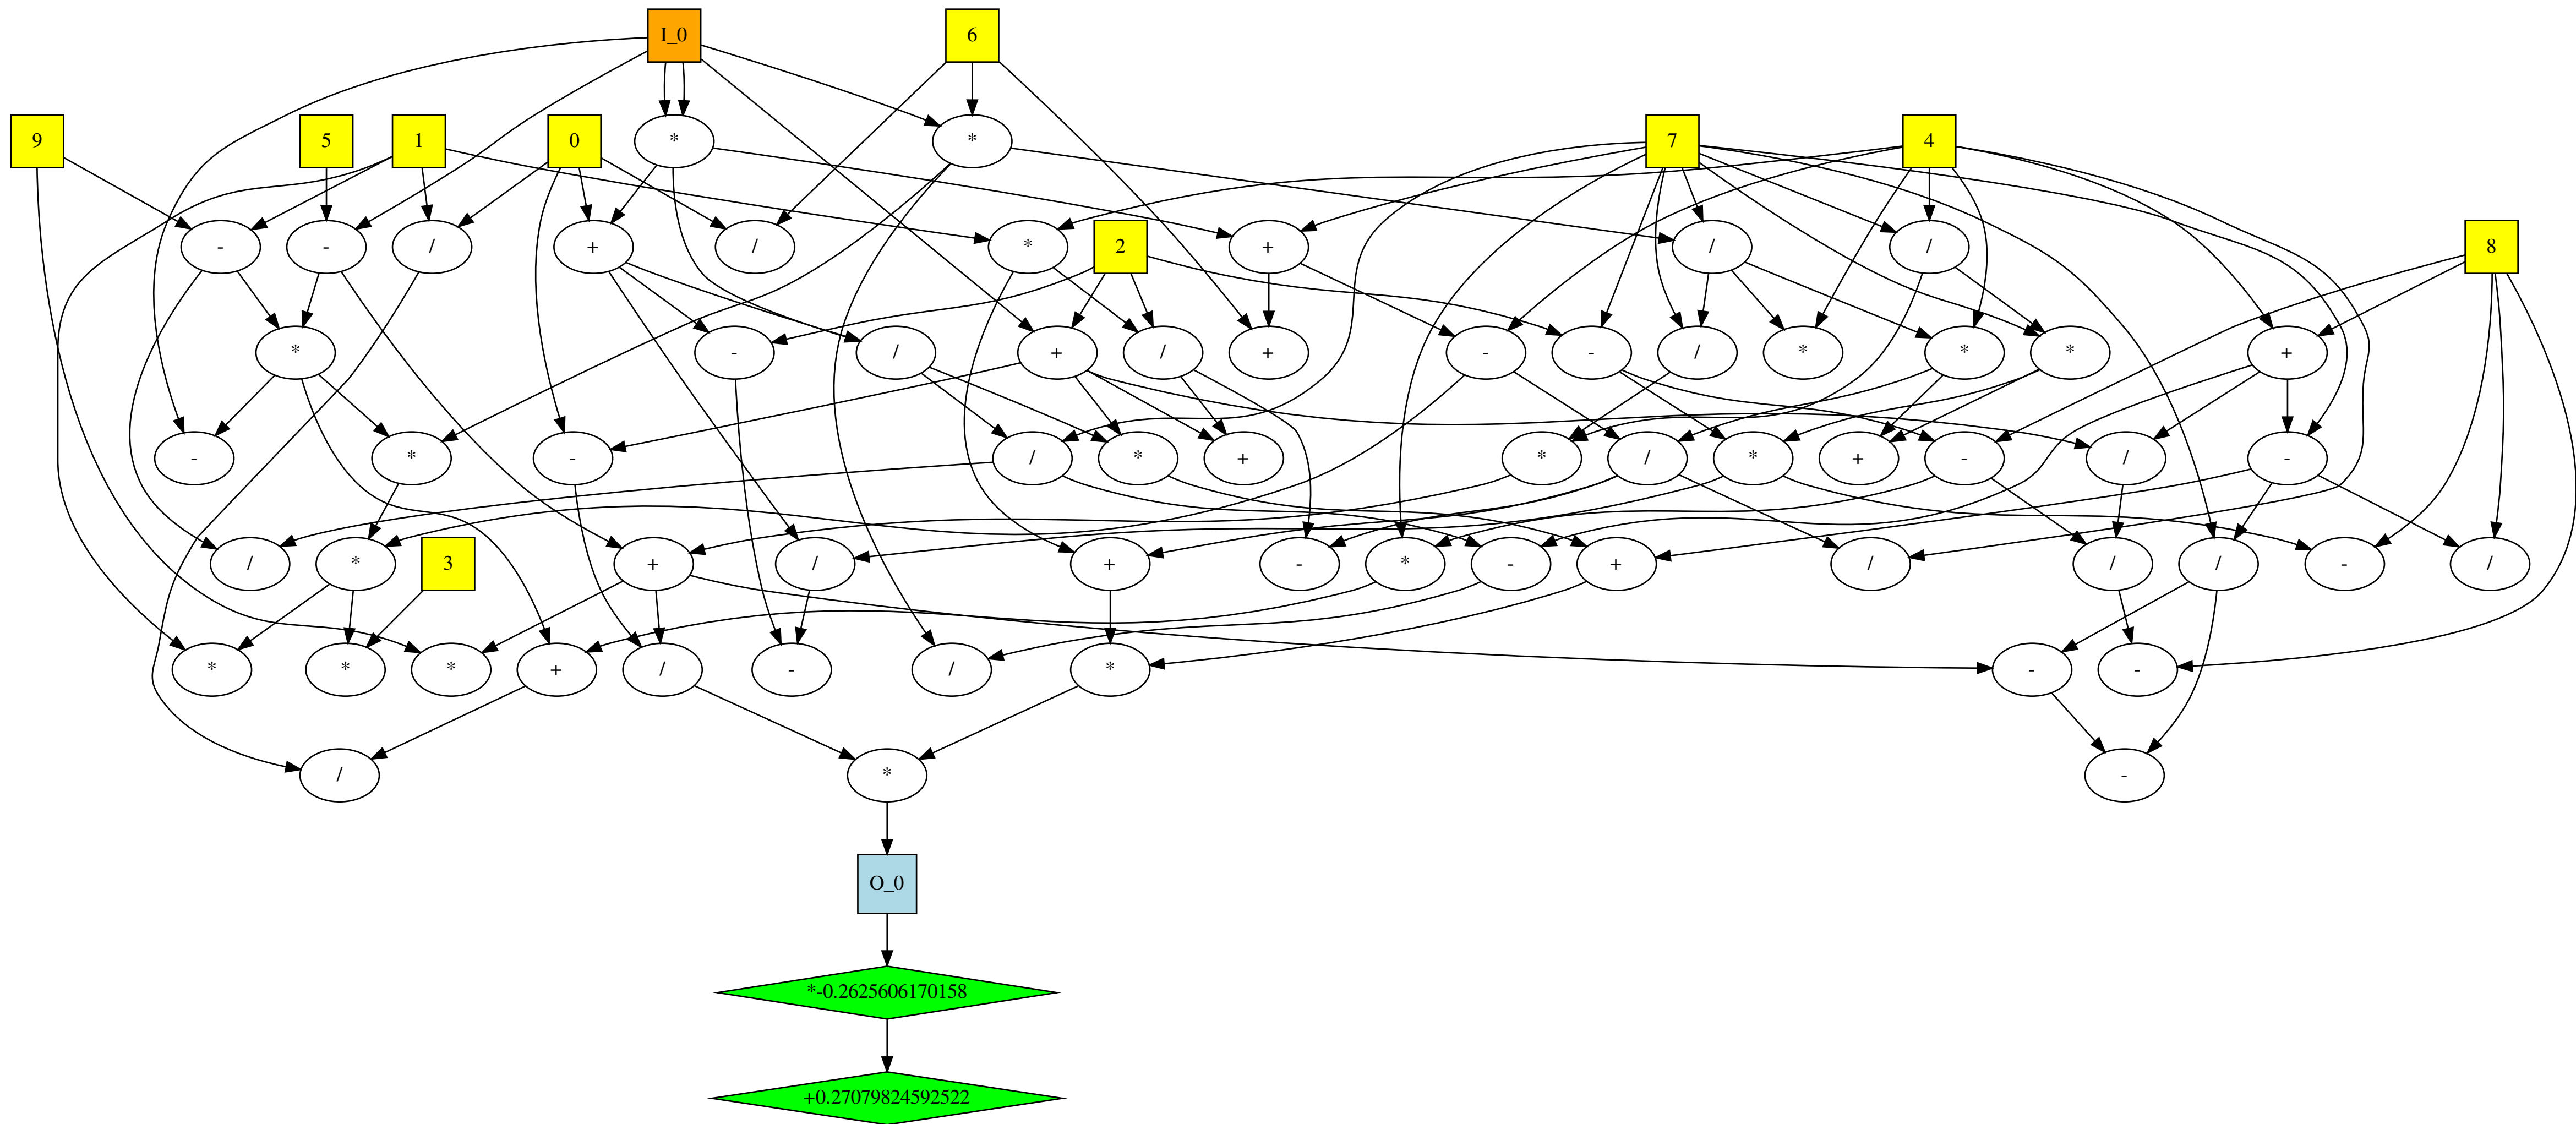 I_0 6
9 5 1 0 * * 7 4
- - / + / * 2 + / / 8
* - / + / + - - / * * * +
- * - / * + * / * + - / -
/ * 3 + / + - * - + / / / - /
* * * + / - / * - -
/ * -
O_0
*-0.2625606170158
+0.27079824592522